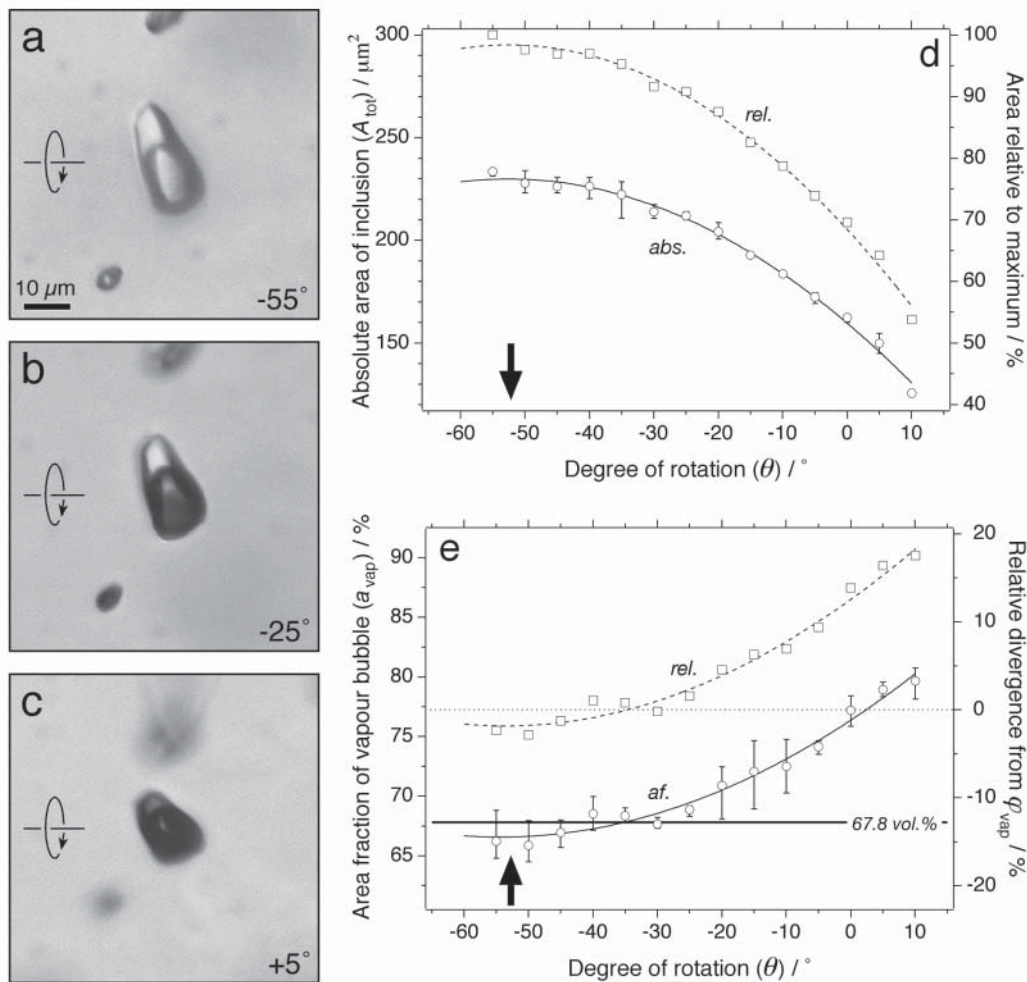 a
10 µm
-55°
b
-25°
c
+5°
d
Absolute area of inclusion (A_tot) / µm²
300
250
200
150
Area relative to maximum / %
100
90
80
70
60
50
40
rel.
abs.
-60 -50 -40 -30 -20 -10 0 10
Degree of rotation (θ) / °
e
Area fraction of vapour bubble (a_vap) / %
90
85
80
75
70
65
Relative divergence from φ_vap / %
20
10
0
-10
-20
rel.
af.
67.8 vol.%
-60 -50 -40 -30 -20 -10 0 10
Degree of rotation (θ) / °